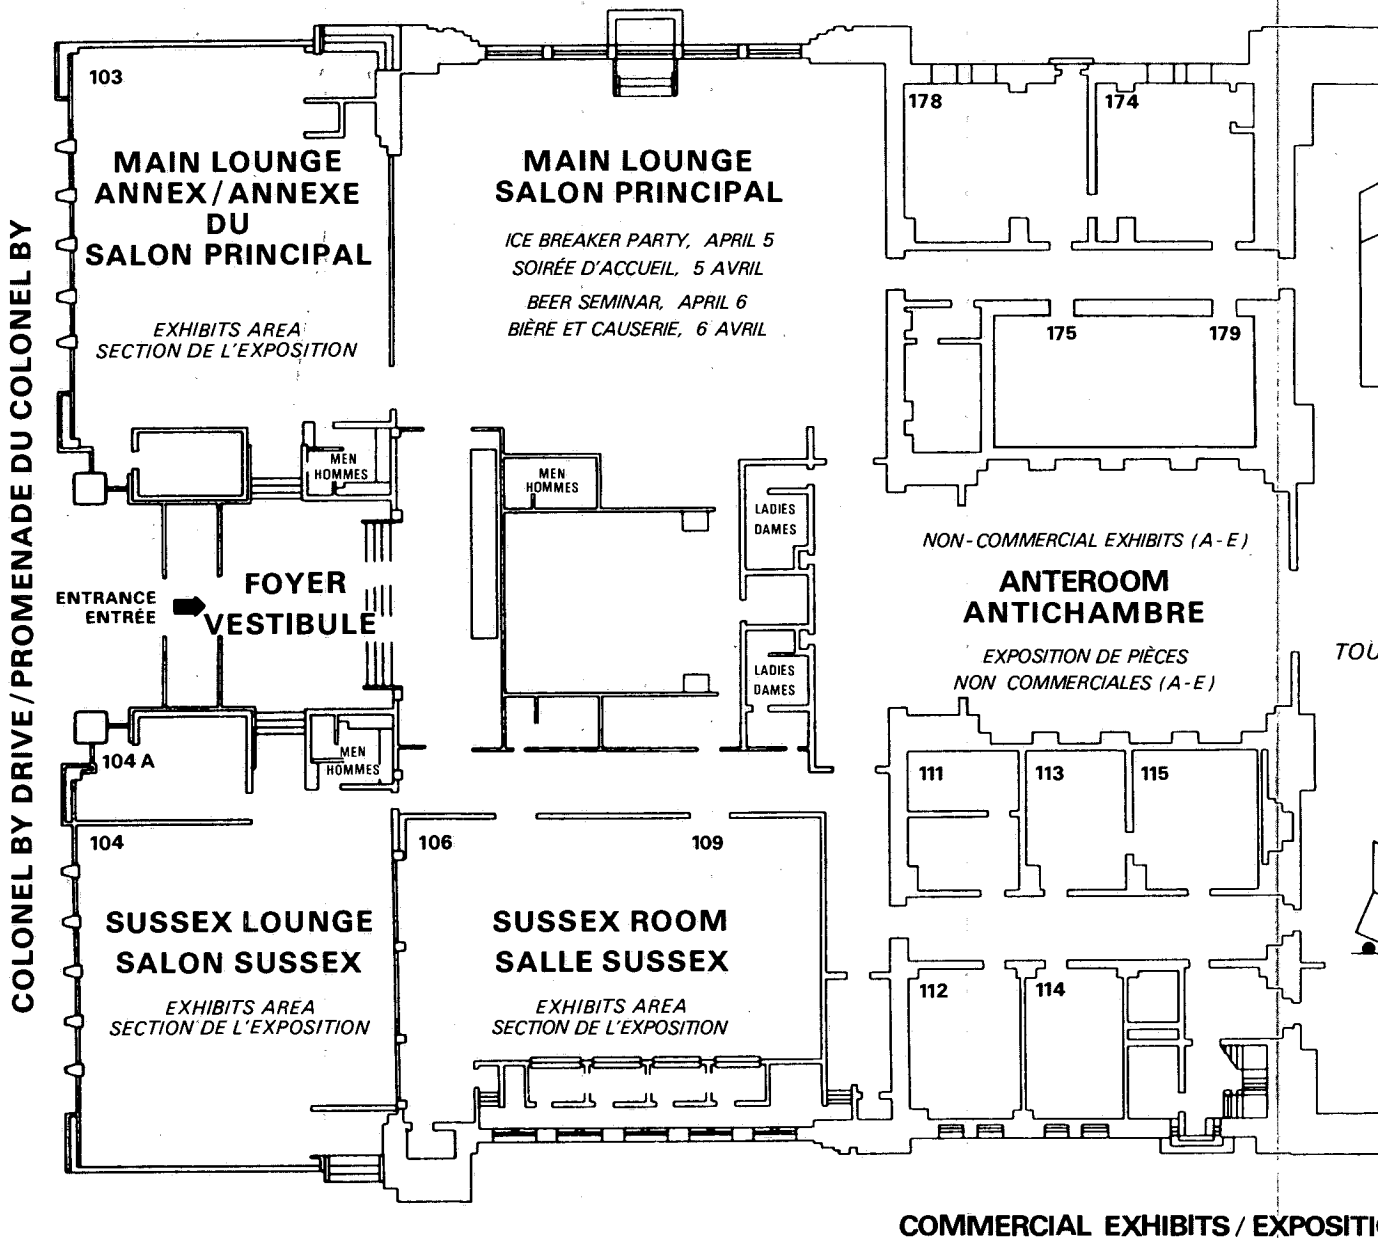 COLONEL BY DRIVE/PROMENADE DU COLONEL BY
103
MAIN LOUNGE
ANNEX/ANNEXE
DU
SALON PRINCIPAL
EXHIBITS AREA
SECTION DE L'EXPOSITION
MAIN LOUNGE
SALON PRINCIPAL
ICE BREAKER PARTY, APRIL 5
SOIRÉE D'ACCUEIL, 5 AVRIL
BEER SEMINAR, APRIL 6
BIÈRE ET CAUSERIE, 6 AVRIL
178
174
175
179
MEN
HOMMES
MEN
HOMMES
LADIES
DAMES
ENTRANCE
ENTRÉE
FOYER
VESTIBULE
NON-COMMERCIAL EXHIBITS (A-E)
ANTEROOM
ANTICHAMBRE
EXPOSITION DE PIÈCES
NON COMMERCIALES (A-E)
TOU
LADIES
DAMES
104 A
MEN
HOMMES
111
113
115
104
106
109
SUSSEX LOUNGE
SALON SUSSEX
EXHIBITS AREA
SECTION DE L'EXPOSITION
SUSSEX ROOM
SALLE SUSSEX
EXHIBITS AREA
SECTION DE L'EXPOSITION
112
114
COMMERCIAL EXHIBITS / EXPOSITI